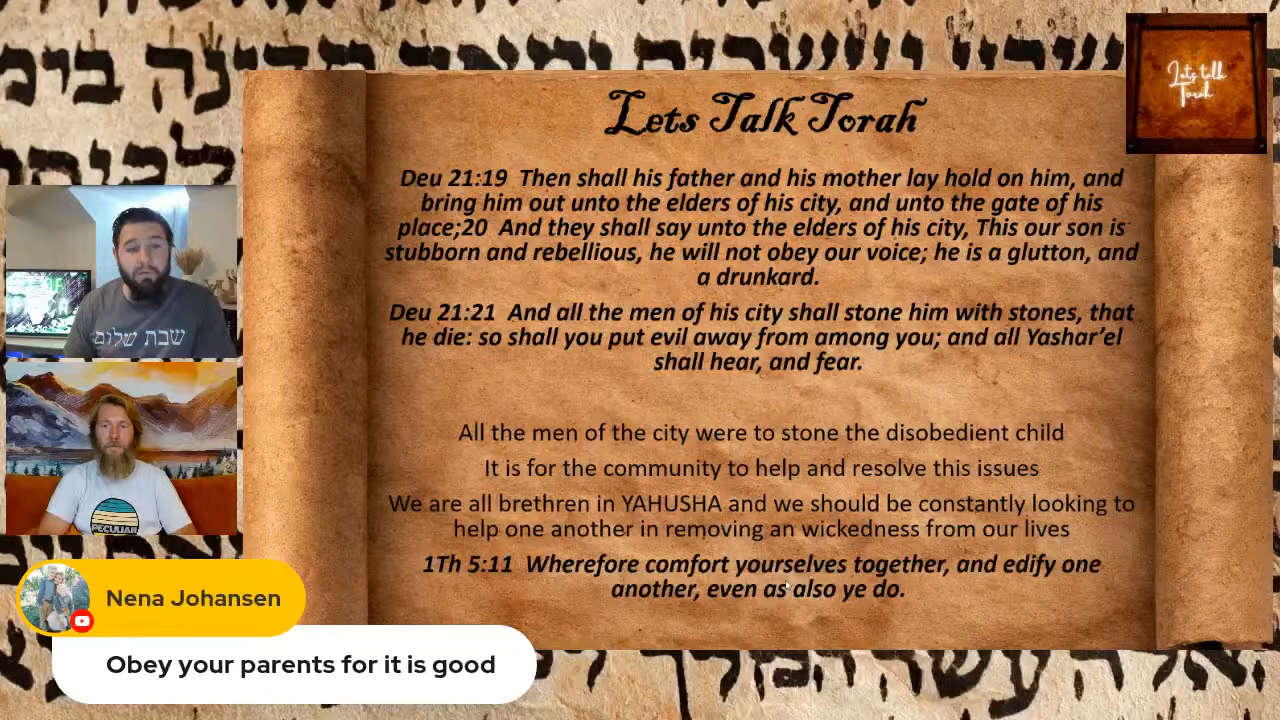 מדינה
Lets talk
Torah
Lets Talk Torah
Deu 21:19  Then shall his father and his mother lay hold on him, and
bring him out unto the elders of his city, and unto the gate of his
place;20  And they shall say unto the elders of his city, This our son is
stubborn and rebellious, he will not obey our voice; he is a glutton, and
a drunkard.
Deu 21:21  And all the men of his city shall stone him with stones, that
he die: so shall you put evil away from among you; and all Yashar’el
shall hear, and fear.
All the men of the city were to stone the disobedient child
It is for the community to help and resolve this issues
We are all brethren in YAHUSHA and we should be constantly looking to
help one another in removing an wickedness from our lives
1Th 5:11  Wherefore comfort yourselves together, and edify one
another, even as also ye do.
שבת שלום
PECULIAR
Nena Johansen
Obey your parents for it is good
עשה המלך